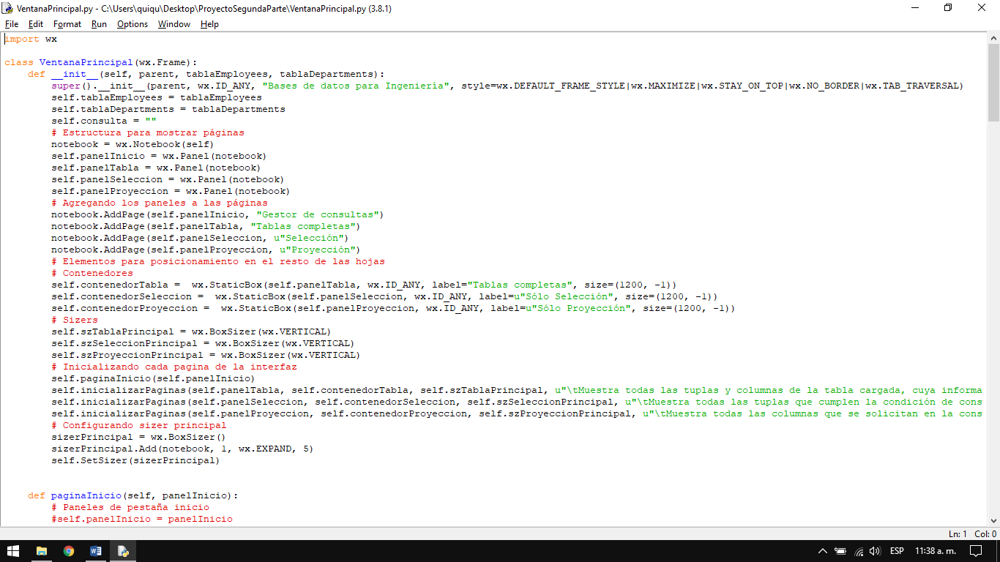 VentanaPrincipal.py - C:\Users\quiqu\Desktop\ProyectoSegundaParte\VentanaPrincipal.py (3.8.1)
File Edit Format Run Options Window Help
import wx
class VentanaPrincipal(wx.Frame):
    def __init__(self, parent, tablaEmployees, tablaDepartments):
        super().__init__(parent, wx.ID_ANY, "Bases de datos para Ingeniería", style=wx.DEFAULT_FRAME_STYLE|wx.MAXIMIZE|wx.STAY_ON_TOP|wx.NO_BORDER|wx.TAB_TRAVERSAL)
        self.tablaEmployees = tablaEmployees
        self.tablaDepartments = tablaDepartments
        self.consulta = ""
        # Estructura para mostrar páginas
        notebook = wx.Notebook(self)
        self.panelInicio = wx.Panel(notebook)
        self.panelTabla = wx.Panel(notebook)
        self.panelSeleccion = wx.Panel(notebook)
        self.panelProyeccion = wx.Panel(notebook)
        # Agregando los paneles a las páginas
        notebook.AddPage(self.panelInicio, "Gestor de consultas")
        notebook.AddPage(self.panelTabla, "Tablas completas")
        notebook.AddPage(self.panelSeleccion, u"Selección")
        notebook.AddPage(self.panelProyeccion, u"Proyección")
        # Elementos para posicionamiento en el resto de las hojas
        # Contenedores
        self.contenedorTabla =  wx.StaticBox(self.panelTabla, wx.ID_ANY, label="Tablas completas", size=(1200, -1))
        self.contenedorSeleccion =  wx.StaticBox(self.panelSeleccion, wx.ID_ANY, label=u"Sólo Selección", size=(1200, -1))
        self.contenedorProyeccion =  wx.StaticBox(self.panelProyeccion, wx.ID_ANY, label=u"Sólo Proyección", size=(1200, -1))
        # Sizers
        self.szTablaPrincipal = wx.BoxSizer(wx.VERTICAL)
        self.szSeleccionPrincipal = wx.BoxSizer(wx.VERTICAL)
        self.szProyeccionPrincipal = wx.BoxSizer(wx.VERTICAL)
        # Inicializando cada pagina de la interfaz
        self.paginaInicio(self.panelInicio)
        self.inicializarPaginas(self.panelTabla, self.contenedorTabla, self.szTablaPrincipal, u"\tMuestra todas las tuplas y columnas de la tabla cargada, cuya informa
        self.inicializarPaginas(self.panelSeleccion, self.contenedorSeleccion, self.szSeleccionPrincipal, u"\tMuestra todas las tuplas que cumplen la condición de cons
        self.inicializarPaginas(self.panelProyeccion, self.contenedorProyeccion, self.szProyeccionPrincipal, u"\tMuestra todas las columnas que se solicitan en la cons
        # Configurando sizer principal
        sizerPrincipal = wx.BoxSizer()
        sizerPrincipal.Add(notebook, 1, wx.EXPAND, 5)
        self.SetSizer(sizerPrincipal)
    def paginaInicio(self, panelInicio):
        # Paneles de pestaña inicio
        #self.panelInicio = panelInicio
Ln: 1 Col: 0
ESP 11:38 a. m.